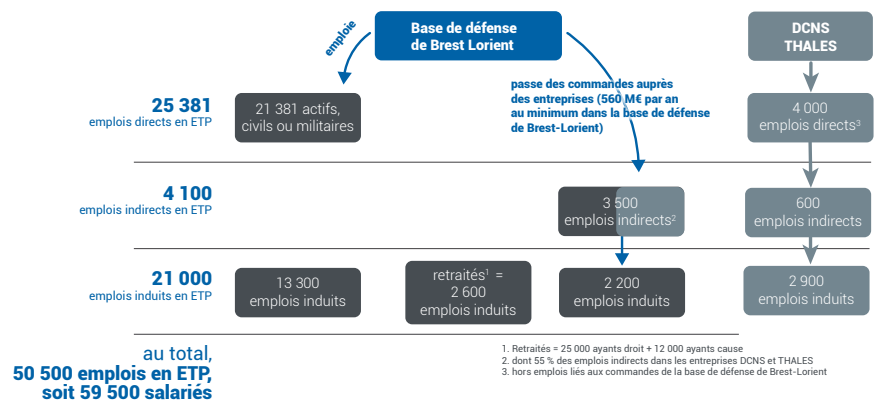 emploie
Base de défense
de Brest Lorient
DCNS
THALES
passe des commandes auprès
des entreprises (560 M€ par an
au minimum dans la base de défense
de Brest-Lorient)
25 381
emplois directs en ETP
21 381 actifs,
civils ou militaires
4 000
emplois directs³
4 100
emplois indirects en ETP
3 500
emplois indirects²
600
emplois indirects
21 000
emplois induits en ETP
13 300
emplois induits
retraités¹ =
2 600
emplois induits
2 200
emplois induits
2 900
emplois induits
au total,
50 500 emplois en ETP,
soit 59 500 salariés
1. Retraités = 25 000 ayants droit + 12 000 ayants cause
2. dont 55 % des emplois indirects dans les entreprises DCNS et THALES
3. hors emplois liés aux commandes de la base de défense de Brest-Lorient